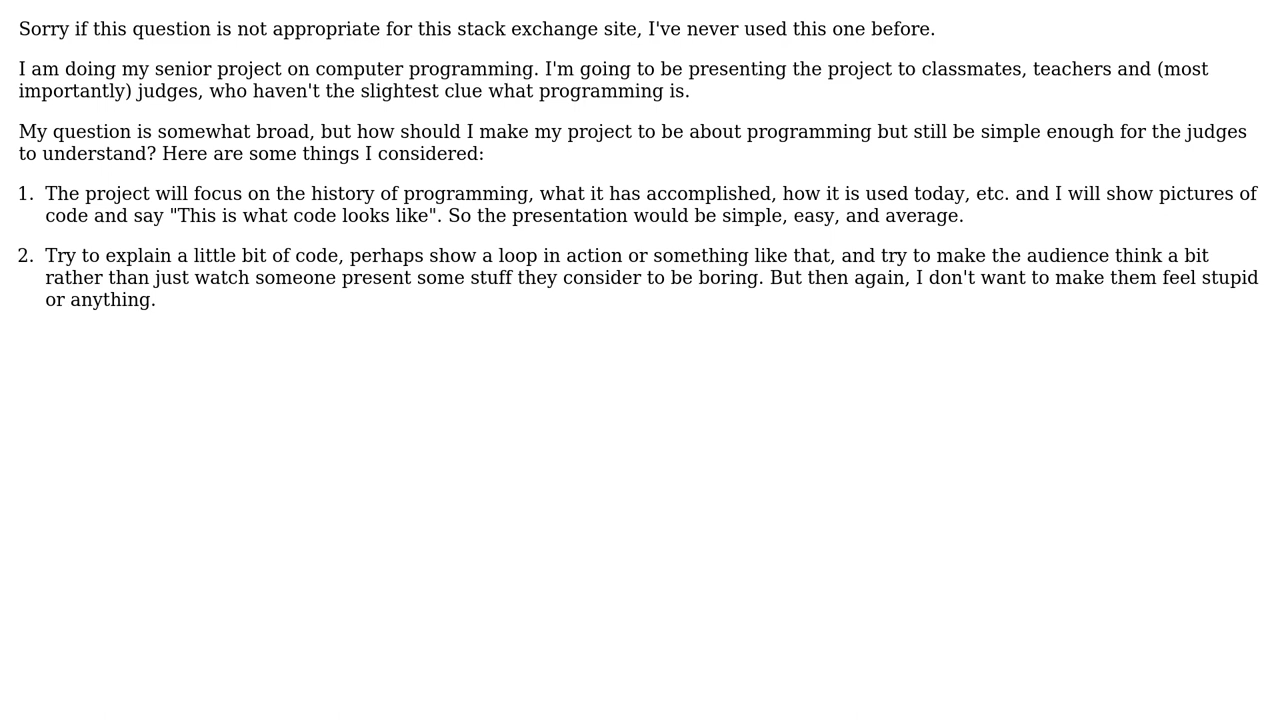 Sorry if this question is not appropriate for this stack exchange site, I've never used this one before.
I am doing my senior project on computer programming. I'm going to be presenting the project to classmates, teachers and (most
importantly) judges, who haven't the slightest clue what programming is.
My question is somewhat broad, but how should I make my project to be about programming but still be simple enough for the judges
to understand? Here are some things I considered:
1. The project will focus on the history of programming, what it has accomplished, how it is used today, etc. and I will show pictures of
code and say "This is what code looks like". So the presentation would be simple, easy, and average.
2. Try to explain a little bit of code, perhaps show a loop in action or something like that, and try to make the audience think a bit
rather than just watch someone present some stuff they consider to be boring. But then again, I don't want to make them feel stupid
or anything.